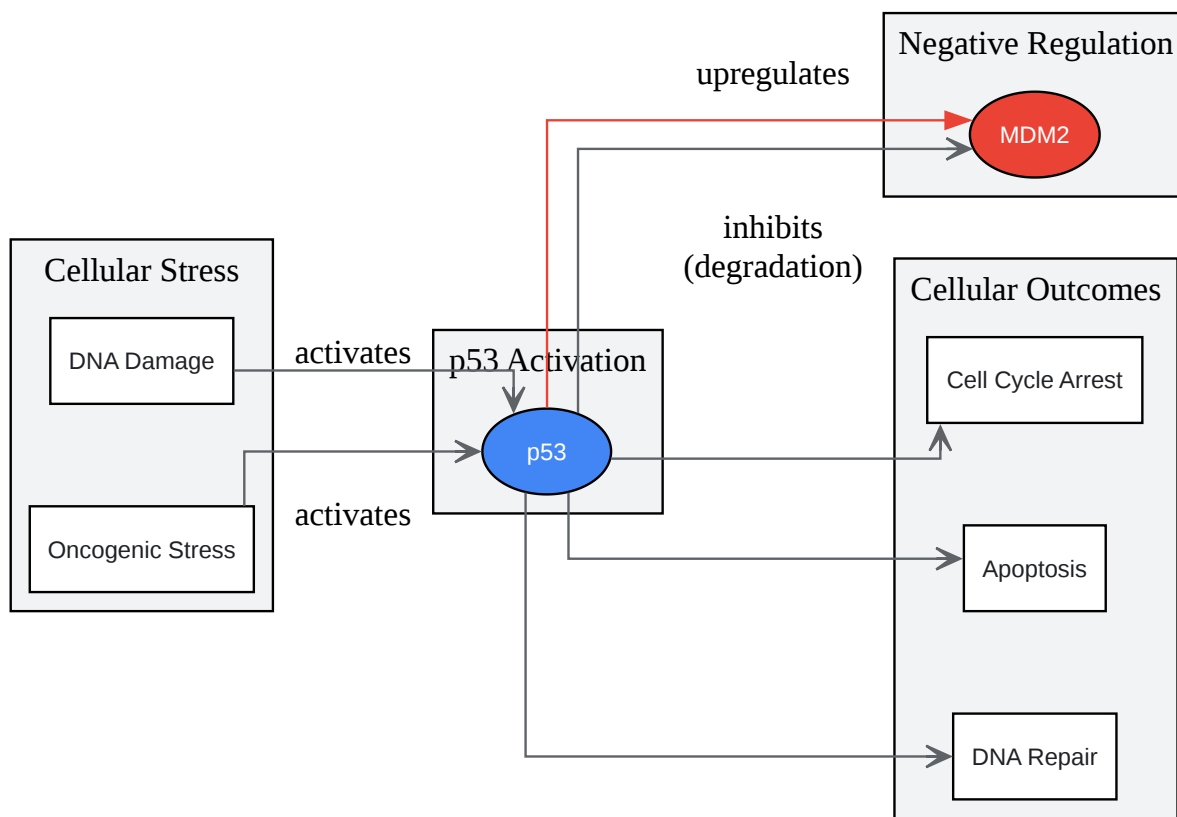 Negative Regulation
upregulates
MDM2
inhibits
(degradation)
Cellular Stress
DNA Damage
activates
Oncogenic Stress
activates
p53 Activation
p53
Cellular Outcomes
Cell Cycle Arrest
Apoptosis
DNA Repair